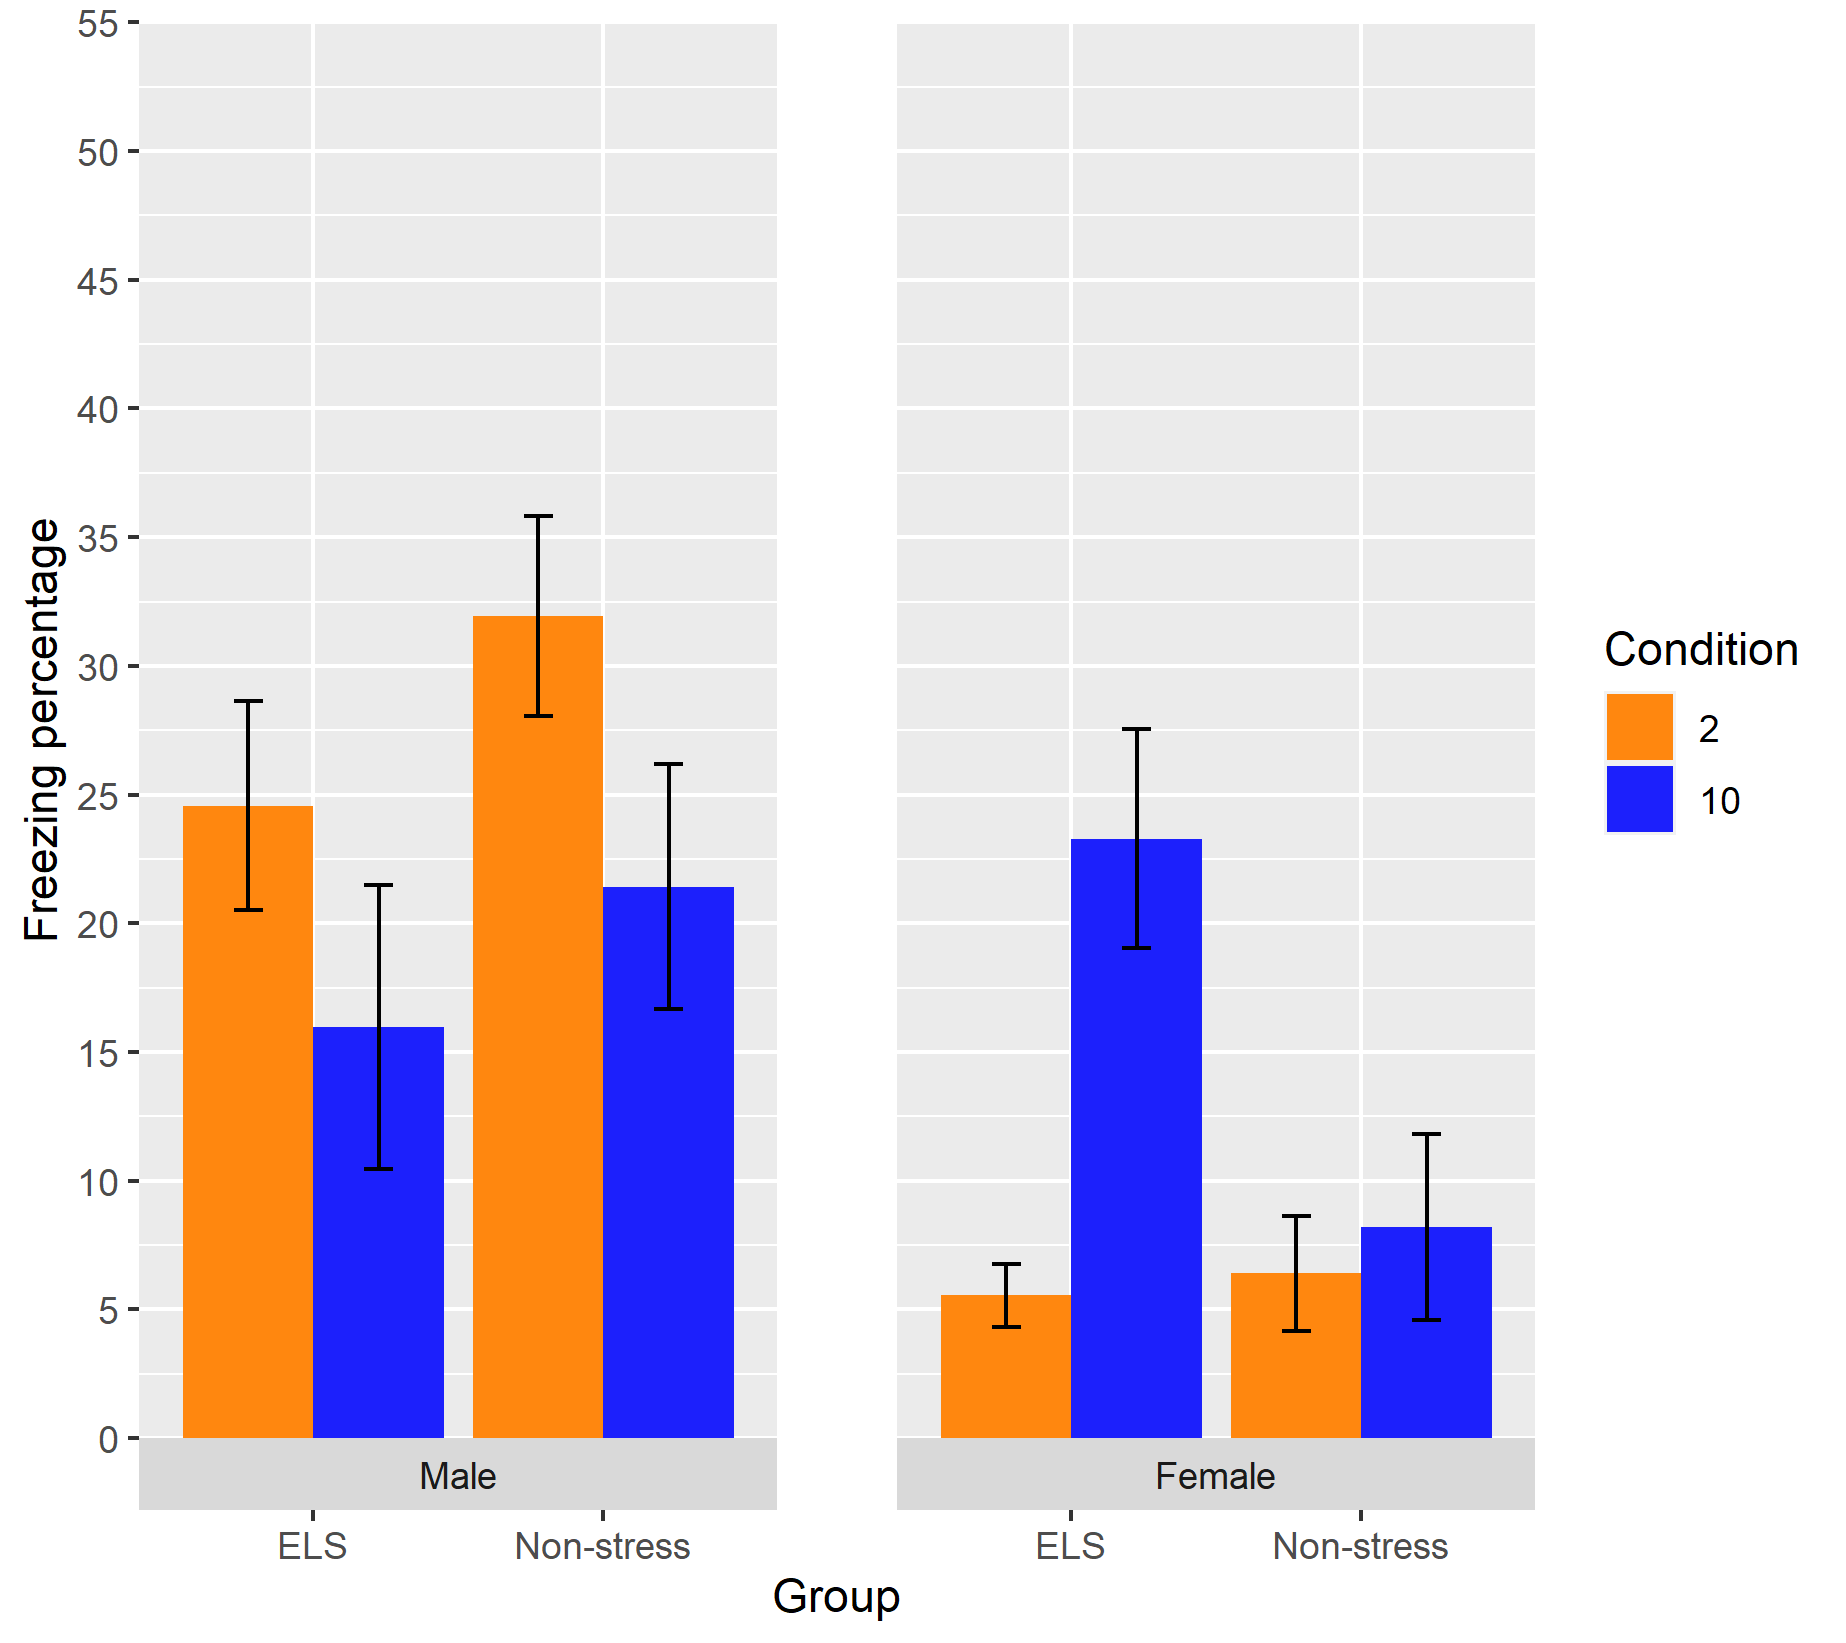 55
50
45
40
35
30
25
20
15
10
5
0
Freezing percentage
Male
Female
ELS
Non-stress
ELS
Non-stress
Group
Condition
2
10